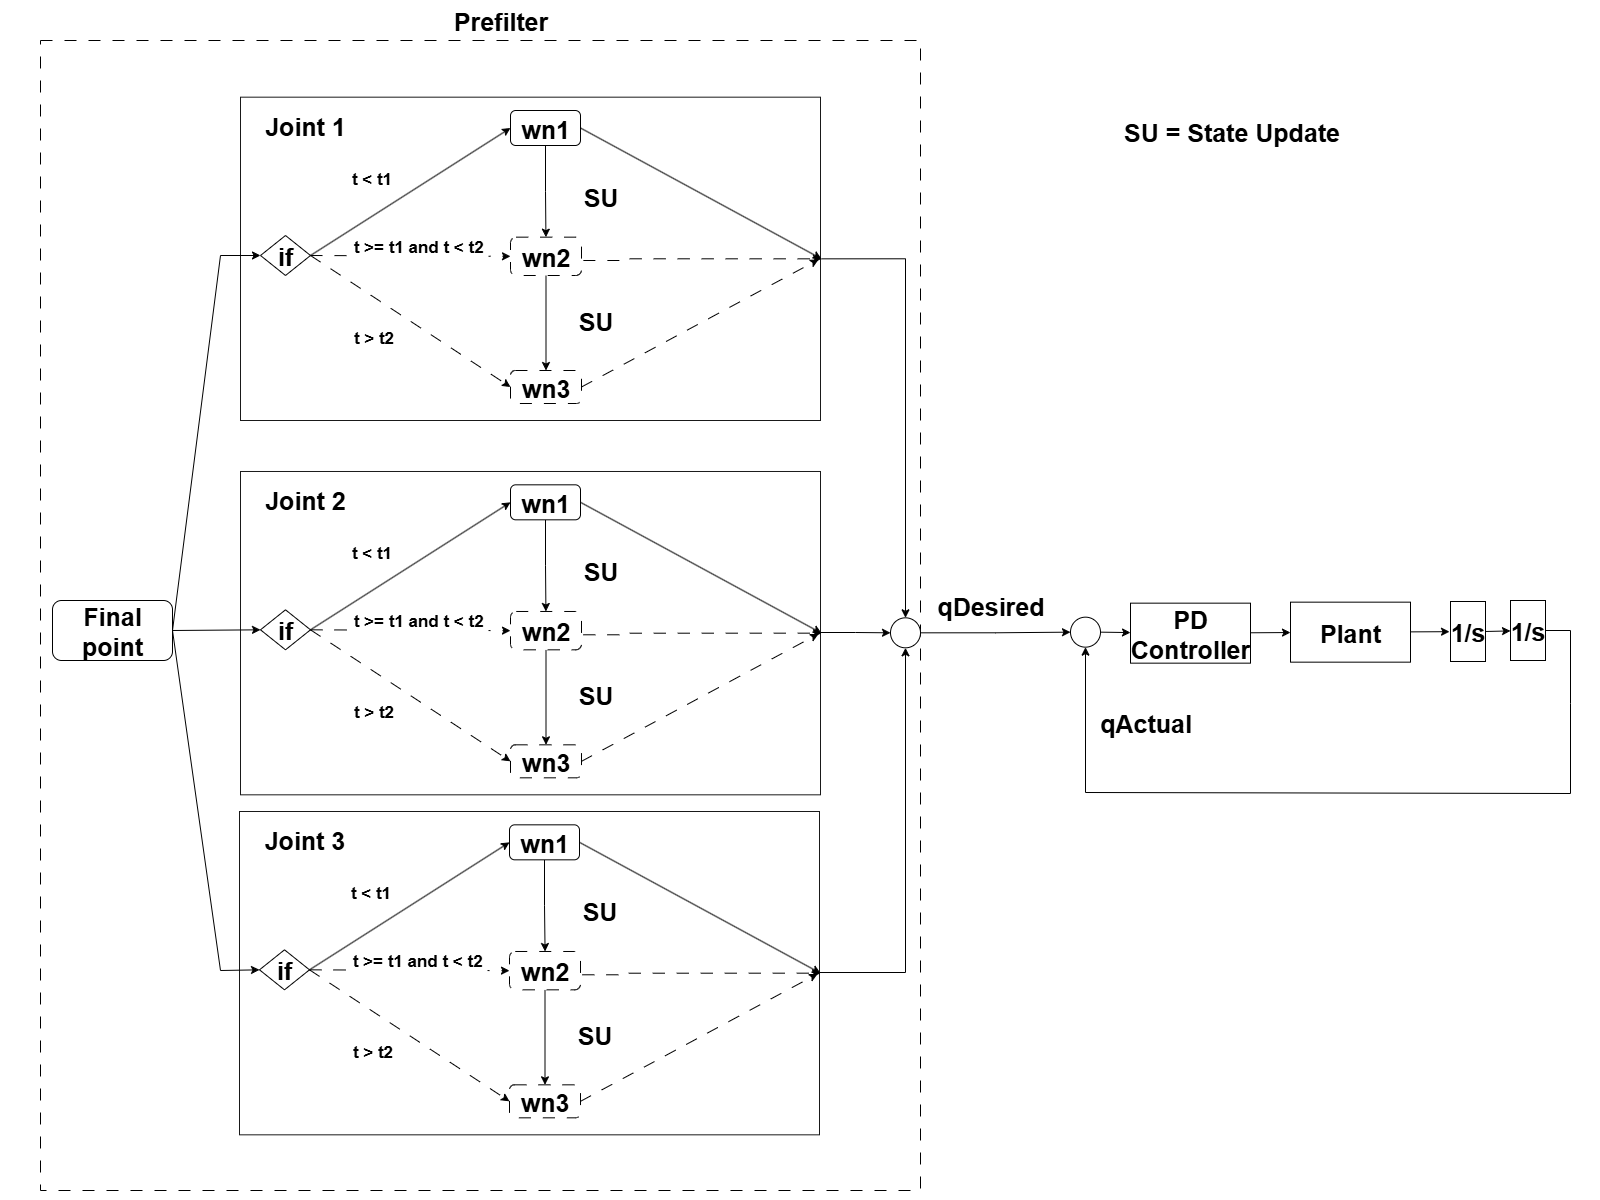 Prefilter
SU = State Update
Joint 1
wn1
t < t1
SU
if
t >= t1 and t < t2
wn2
SU
t > t2
wn3
Joint 2
wn1
t < t1
SU
if
t >= t1 and t < t2
wn2
SU
t > t2
wn3
Joint 3
wn1
t < t1
SU
if
t >= t1 and t < t2
wn2
SU
t > t2
wn3
Final
point
qDesired
PD
Controller
Plant
1/s
1/s
qActual